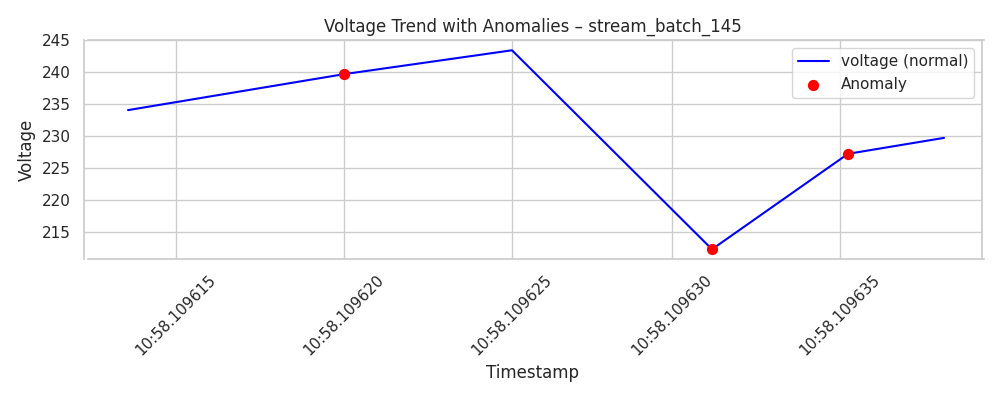 Voltage Trend with Anomalies – stream_batch_145
Voltage
245
240
235
230
225
220
215
voltage (normal)
Anomaly
10:58.109615
10:58.109620
10:58.109625
10:58.109630
10:58.109635
Timestamp